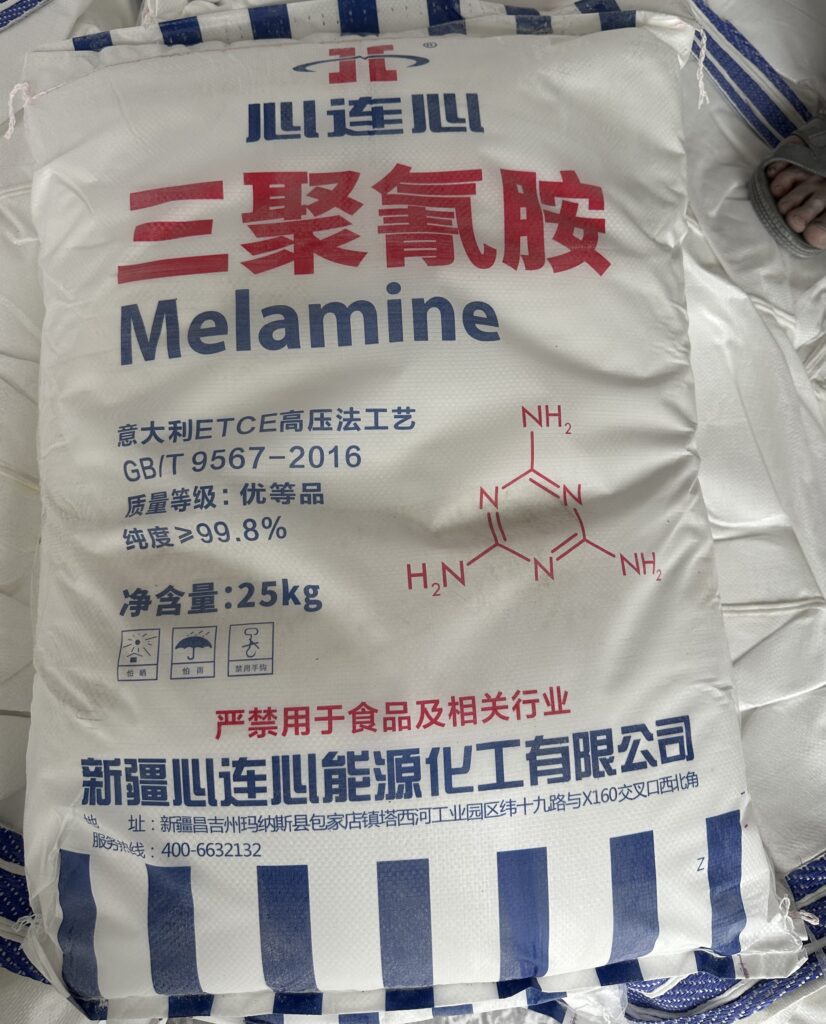 ®
心连心
三聚氰胺
Melamine
意大利ETCE高压法工艺
GB/T 9567-2016
质量等级：优等品
纯度≥99.8%
净含量:25kg
NH2
N N
H2N N NH2
怕晒 怕雨 禁用手钩
严禁用于食品及相关行业
新疆心连心能源化工有限公司
地 址：新疆昌吉州玛纳斯县包家店镇塔西河工业园区纬十九路与X160交叉口西北角
服务热线：400-6632132
Z